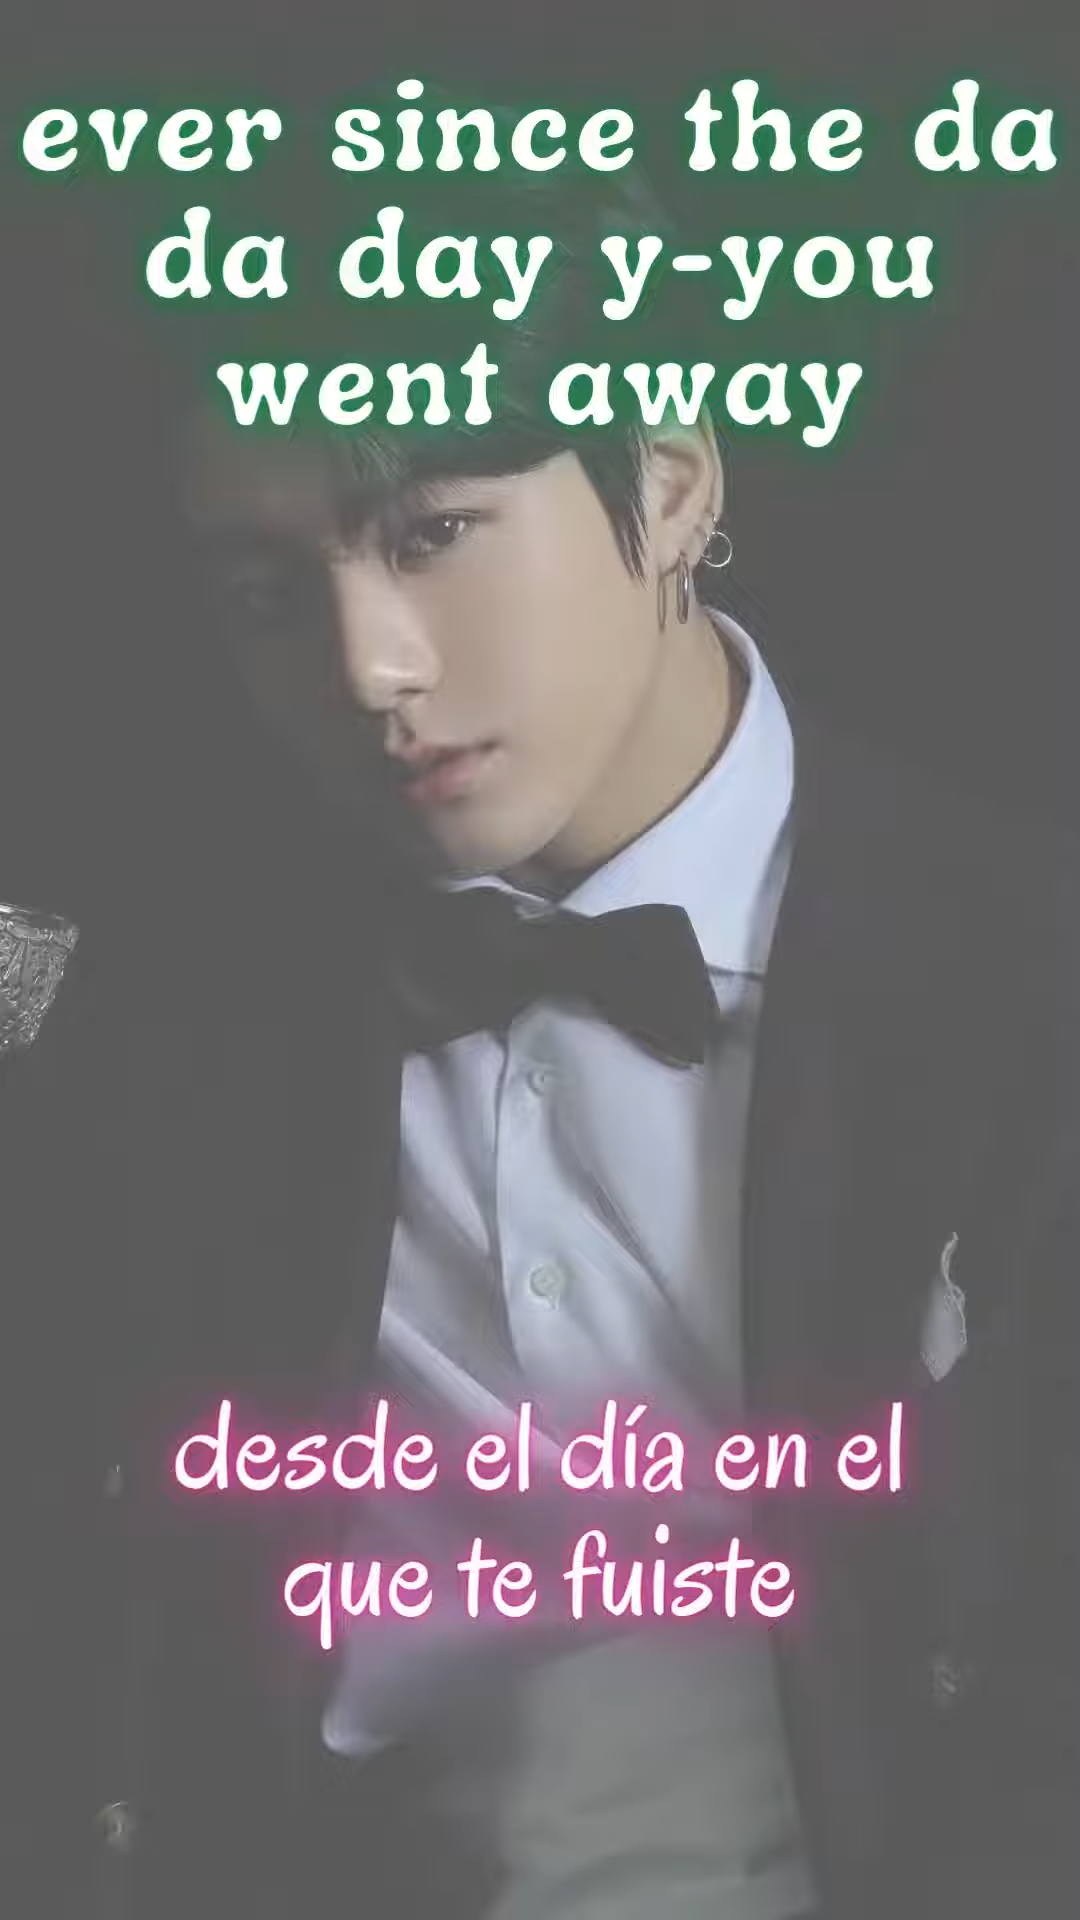 ever since the da
da day y-you
went away
desde el día en el
que te fuiste